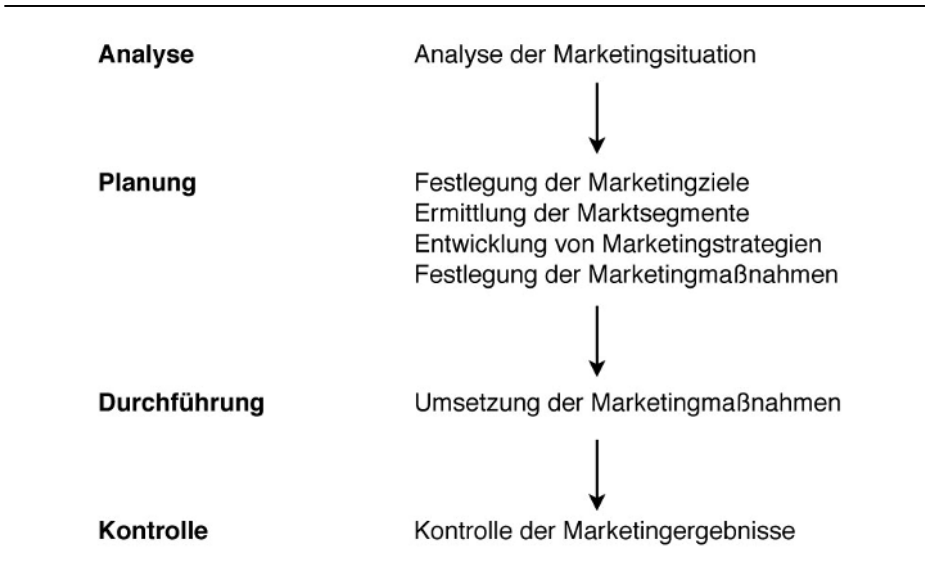 Analyse Analyse der Marketingsituation
Planung Festlegung der Marketingziele
Ermittlung der Marktsegmente
Entwicklung von Marketingstrategien
Festlegung der Marketingmaßnahmen
Durchführung Umsetzung der Marketingmaßnahmen
Kontrolle Kontrolle der Marketingergebnisse